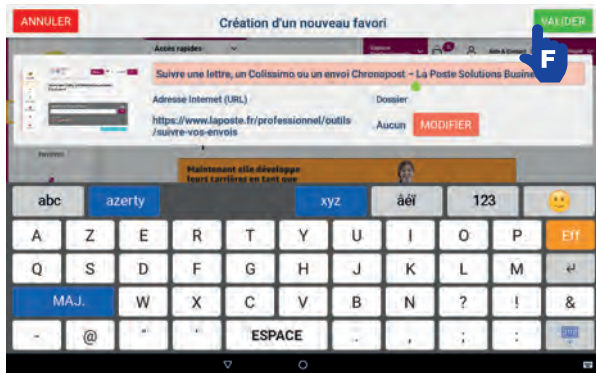 ANNULER
Création d'un nouveau favori
VALIDER
Accès rapides
F
Suivre une lettre, un Colissimo ou un envoi Chronopost – La Poste Solutions Busine
Adresse Internet (URL)
Dossier
https://www.laposte.fr/professionnel/outils
/suivre-vos-envois
Aucun MODIFIER
Maintenant elle développe
leurs carrières en tant que
abc azerty xyz âéï 123
A Z E R T Y U I O P Eff
Q S D F G H J K L M
MAJ. W X C V B N ? ! &
- @ " ' ESPACE . , ; :